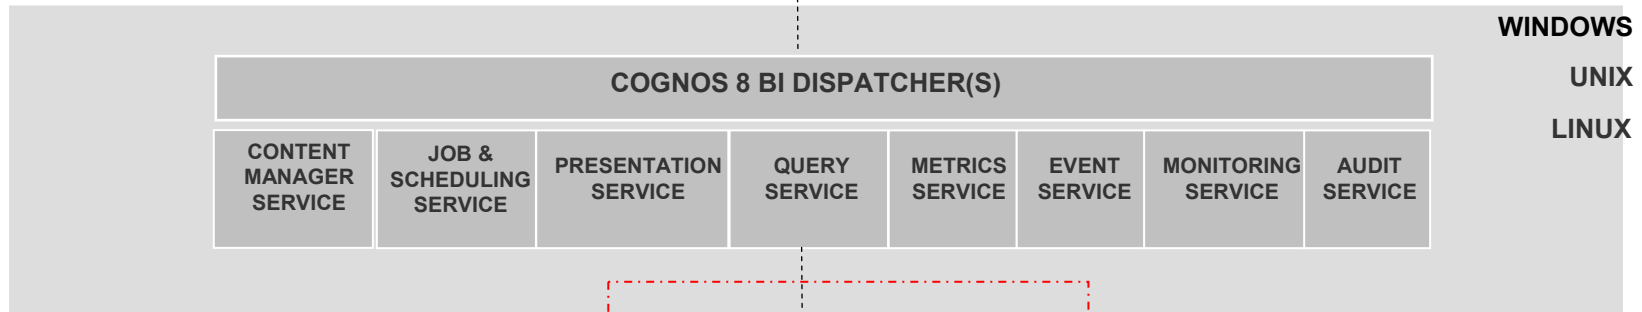 WINDOWS
COGNOS 8 BI DISPATCHER(S)
UNIX
LINUX
CONTENT
MANAGER
SERVICE
JOB &
SCHEDULING
SERVICE
PRESENTATION
SERVICE
QUERY
SERVICE
METRICS
SERVICE
EVENT
SERVICE
MONITORING
SERVICE
AUDIT
SERVICE